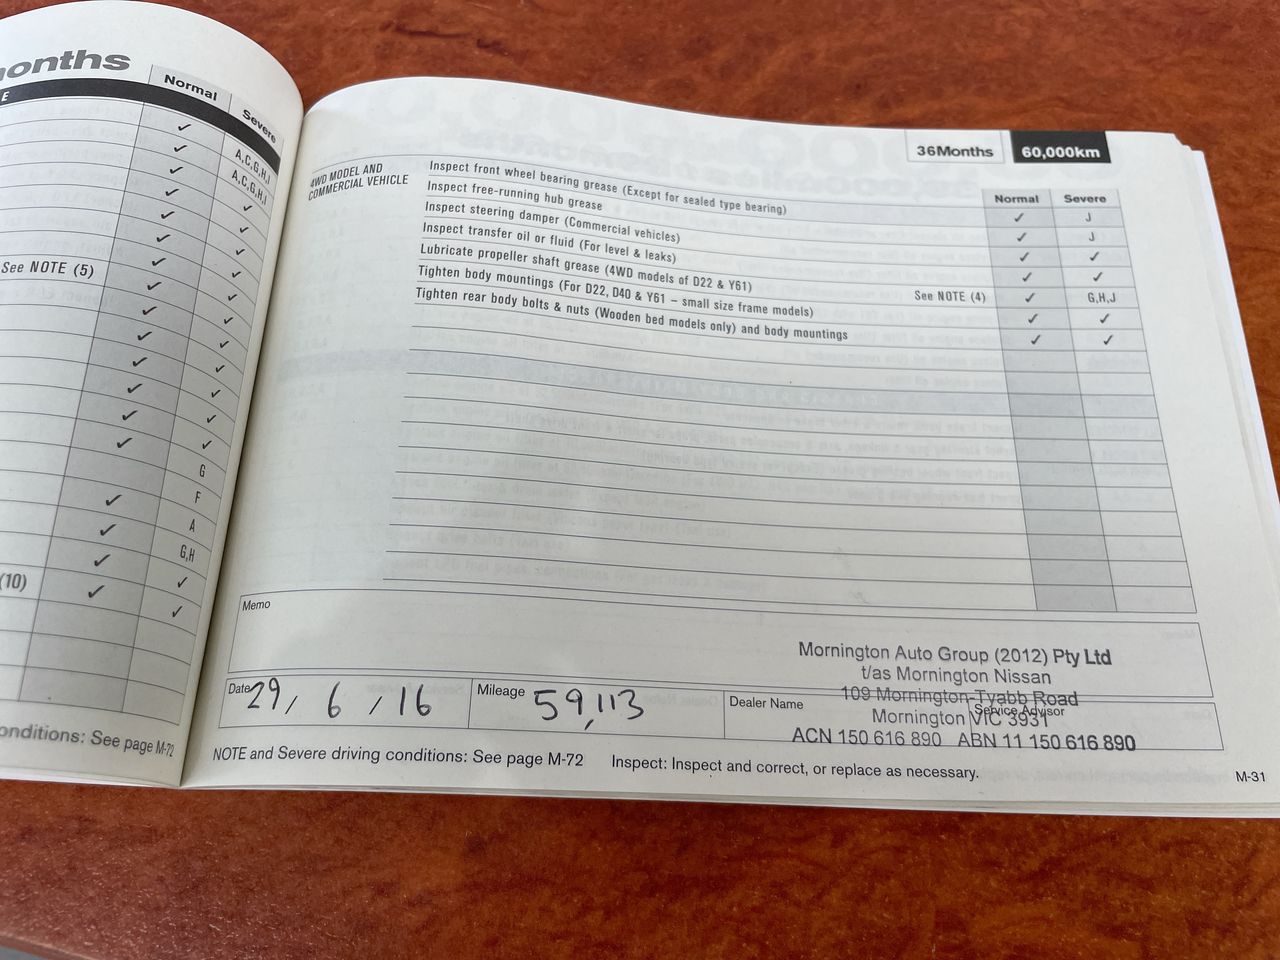 onths
Normal
Severe
E
✓
✓ A,C,G,H,I
✓ A,C,G,H,I
✓ ✓
✓ ✓
✓ ✓
✓ ✓
See NOTE (5) ✓ ✓
✓ ✓
✓ ✓
✓ ✓
✓ ✓
✓ ✓
✓ G
F
✓ A
✓ G,H
✓ ✓
(10) ✓ ✓
onditions: See page M-72
36Months 60,000km
Normal Severe
4WD MODEL AND
COMMERCIAL VEHICLE
Inspect front wheel bearing grease (Except for sealed type bearing) ✓ J
Inspect free-running hub grease ✓ J
Inspect steering damper (Commercial vehicles) ✓ ✓
Inspect transfer oil or fluid (For level & leaks) ✓ ✓
Lubricate propeller shaft grease (4WD models of D22 & Y61) See NOTE (4) ✓ G,H,J
Tighten body mountings (For D22, D40 & Y61 – small size frame models) ✓ ✓
Tighten rear body bolts & nuts (Wooden bed models only) and body mountings ✓ ✓
Memo
Mornington Auto Group (2012) Pty Ltd
t/as Mornington Nissan
109 Mornington-Tyabb Road
Mornington VIC 3931
ACN 150 616 890 ABN 11 150 616 890
Date 29 / 6 / 16 Mileage 59,113 Dealer Name Service Advisor
NOTE and Severe driving conditions: See page M-72 Inspect: Inspect and correct, or replace as necessary.
M-31